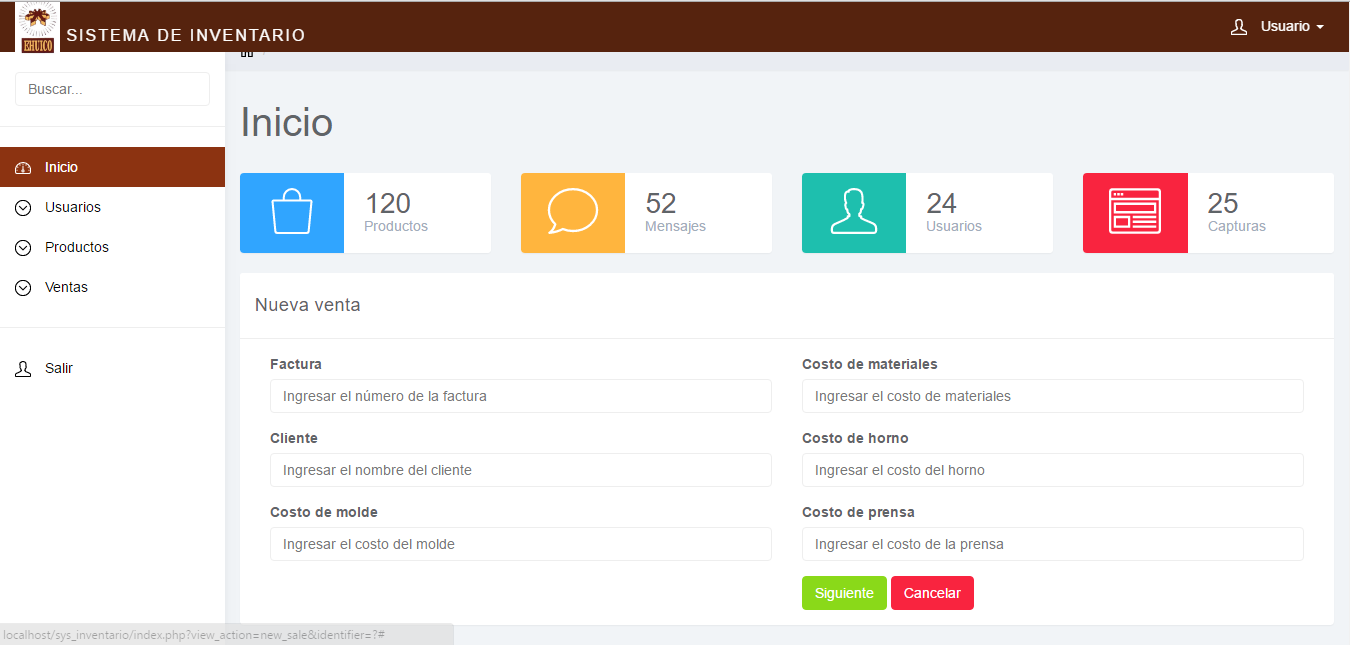 EHUICO
SISTEMA DE INVENTARIO
Usuario
Buscar...
Inicio
Usuarios
Productos
Ventas
Salir
Inicio
120
Productos
52
Mensajes
24
Usuarios
25
Capturas
Nueva venta
Factura
Ingresar el número de la factura
Costo de materiales
Ingresar el costo de materiales
Cliente
Ingresar el nombre del cliente
Costo de horno
Ingresar el costo del horno
Costo de molde
Ingresar el costo del molde
Costo de prensa
Ingresar el costo de la prensa
Siguiente
Cancelar
localhost/sys_inventario/index.php?view_action=new_sale&identifier=?#